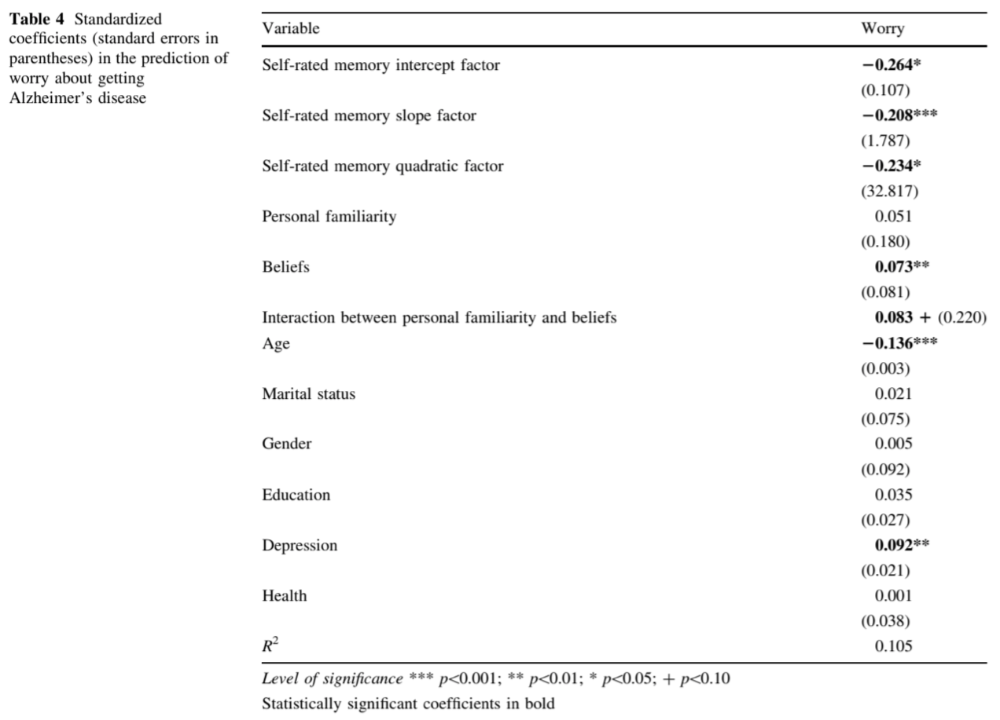 Table 4 Standardized
coefficients (standard errors in
parentheses) in the prediction of
worry about getting
Alzheimer's disease
Variable Worry
Self-rated memory intercept factor −0.264*
(0.107)
Self-rated memory slope factor −0.208***
(1.787)
Self-rated memory quadratic factor −0.234*
(32.817)
Personal familiarity 0.051
(0.180)
Beliefs 0.073**
(0.081)
Interaction between personal familiarity and beliefs 0.083 + (0.220)
Age −0.136***
(0.003)
Marital status 0.021
(0.075)
Gender 0.005
(0.092)
Education 0.035
(0.027)
Depression 0.092**
(0.021)
Health 0.001
(0.038)
R² 0.105
Level of significance *** p<0.001; ** p<0.01; * p<0.05; + p<0.10
Statistically significant coefficients in bold